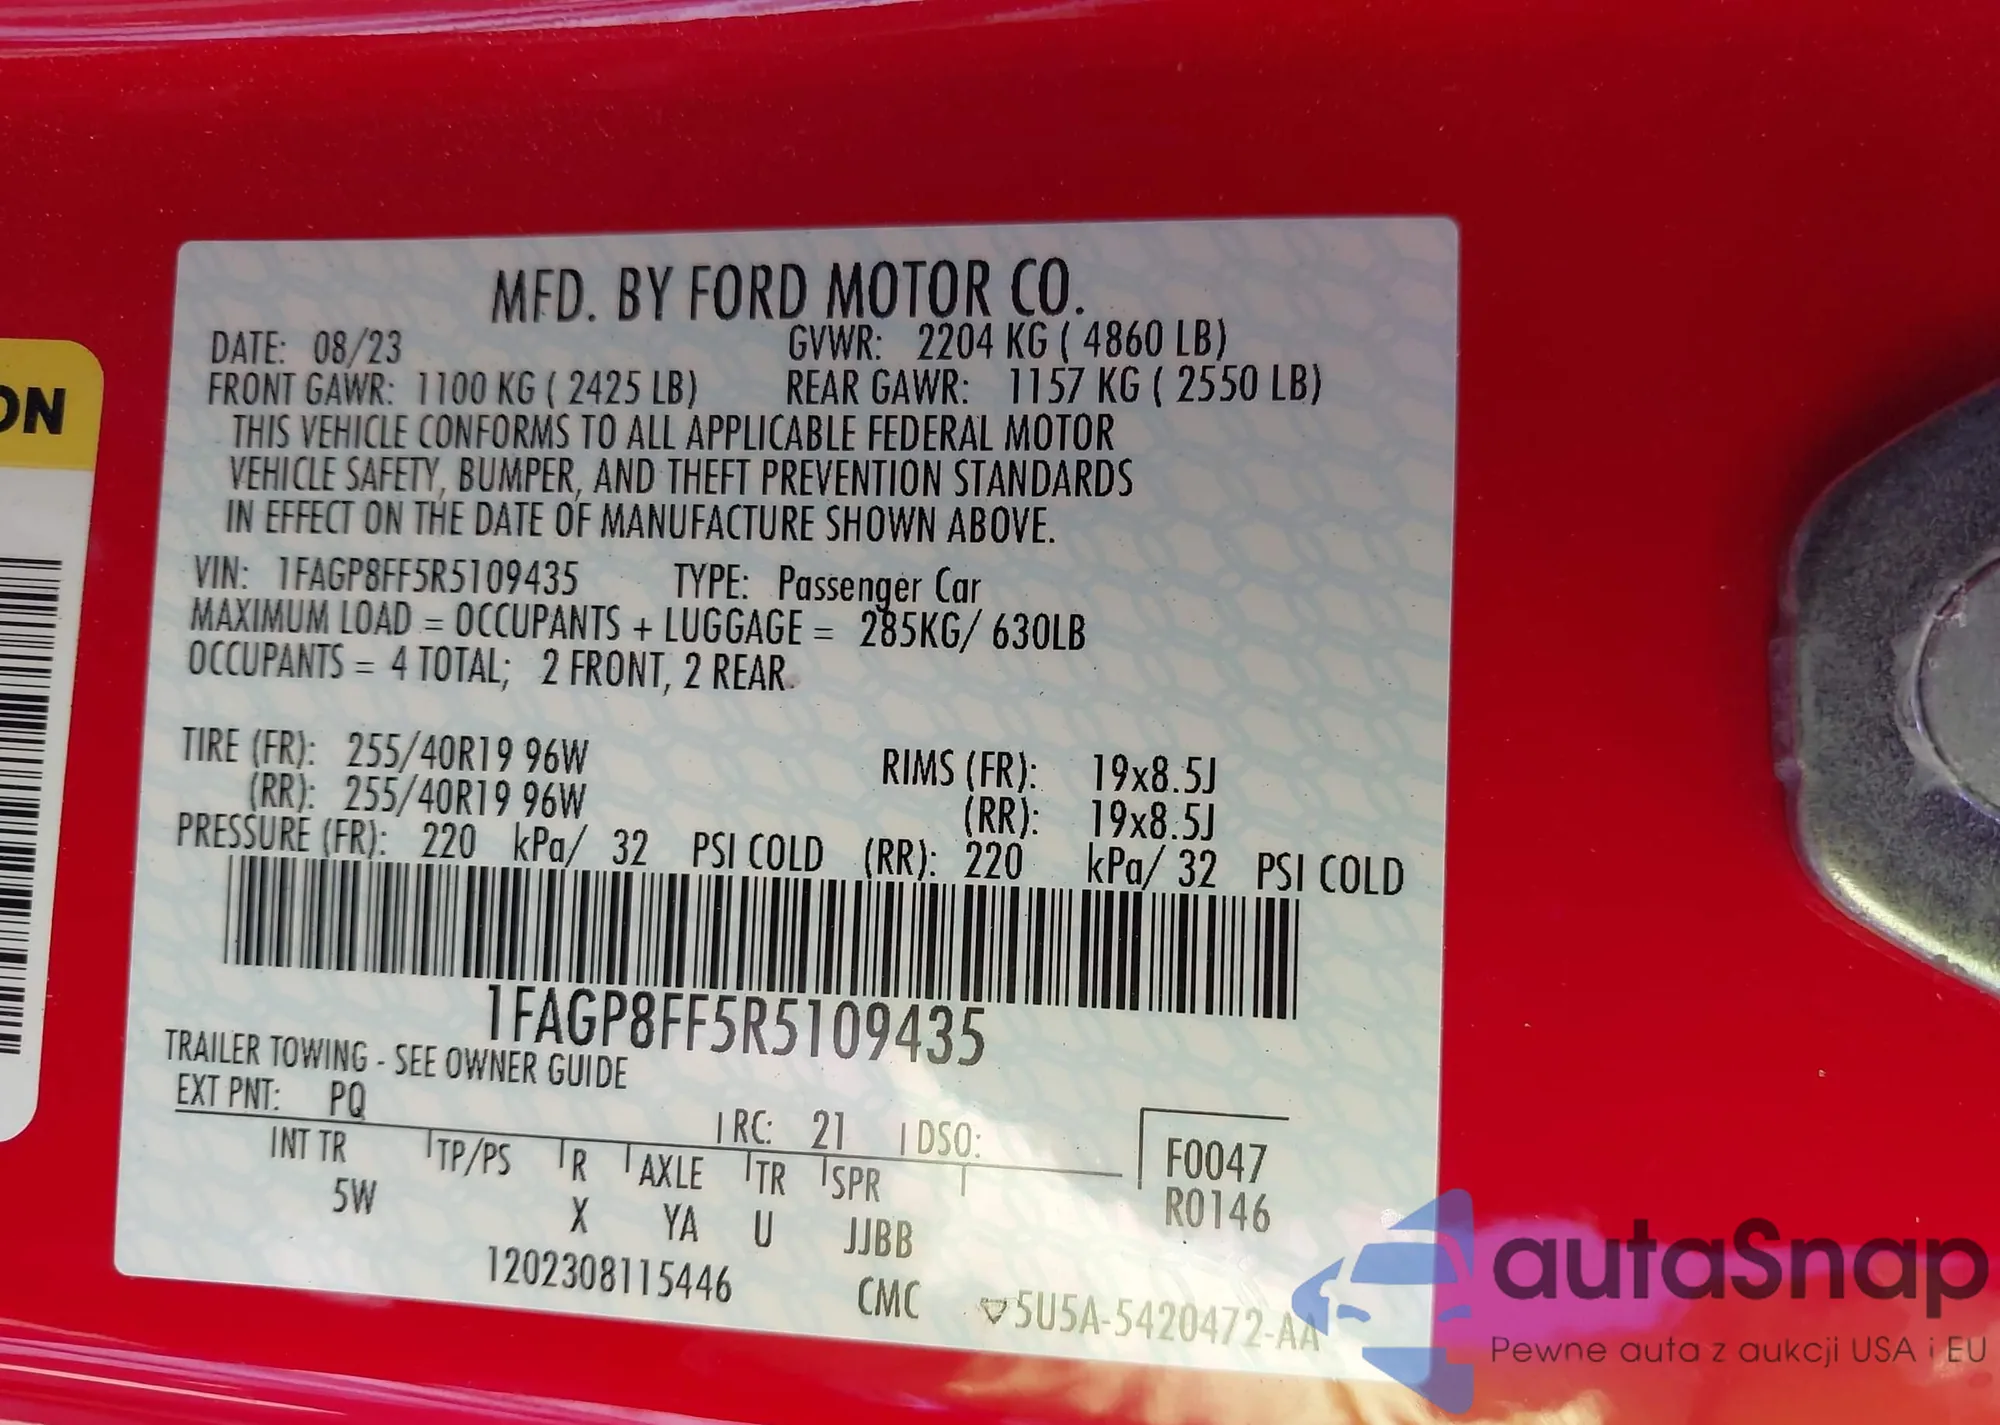 MFD. BY FORD MOTOR CO.
DATE: 08/23 GVWR: 2204 KG ( 4860 LB)
FRONT GAWR: 1100 KG ( 2425 LB) REAR GAWR: 1157 KG ( 2550 LB)
THIS VEHICLE CONFORMS TO ALL APPLICABLE FEDERAL MOTOR
VEHICLE SAFETY, BUMPER, AND THEFT PREVENTION STANDARDS
IN EFFECT ON THE DATE OF MANUFACTURE SHOWN ABOVE.
VIN: 1FAGP8FF5R5109435 TYPE: Passenger Car
MAXIMUM LOAD = OCCUPANTS + LUGGAGE = 285KG/ 630LB
OCCUPANTS = 4 TOTAL; 2 FRONT, 2 REAR
TIRE (FR): 255/40R19 96W RIMS (FR): 19x8.5J
(RR): 255/40R19 96W (RR): 19x8.5J
PRESSURE (FR): 220 kPa/ 32 PSI COLD (RR): 220 kPa/ 32 PSI COLD
1FAGP8FF5R5109435
TRAILER TOWING - SEE OWNER GUIDE
EXT PNT: PQ RC: 21 DSO:
INT TR TP/PS R AXLE TR SPR
5W X YA U JJBB
F0047
R0146
1202308115446 CMC 5U5A-5420472-AA
ON
autaSnap
Pewne auta z aukcji USA i EU